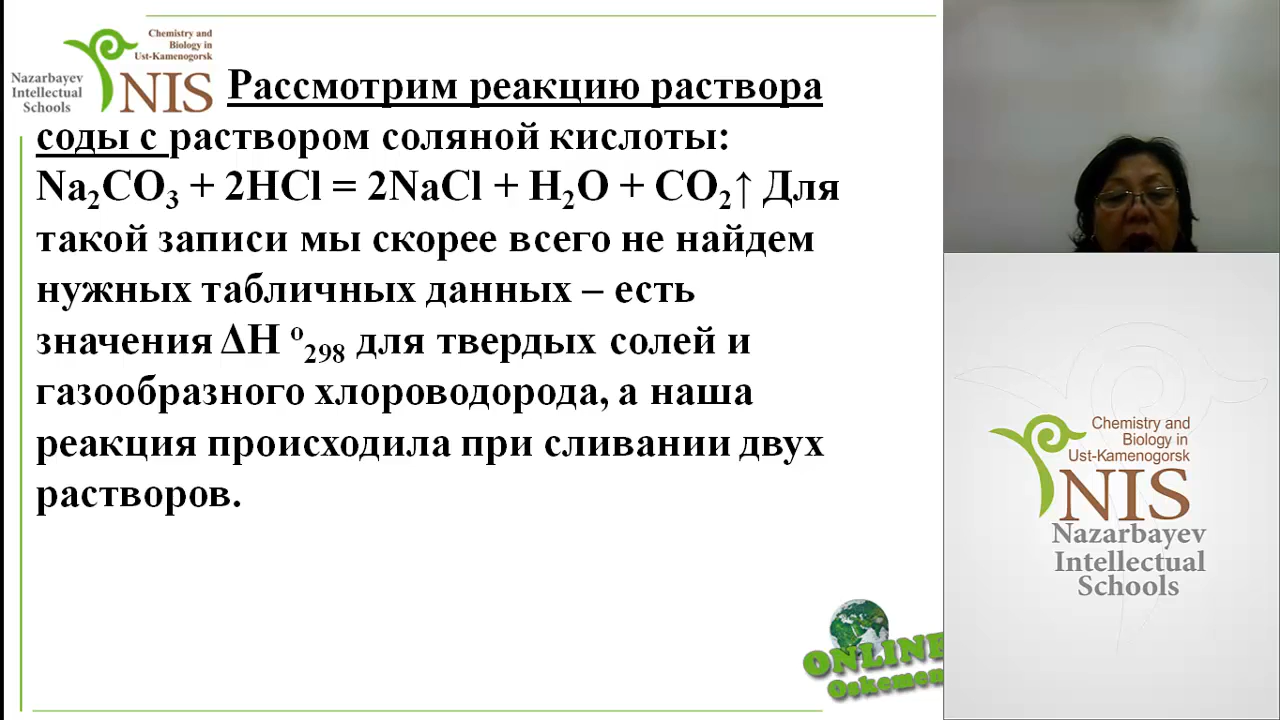 Chemistry and
Biology in
Ust-Kamenogorsk
Nazarbayev
Intellectual
Schools
NIS
Рассмотрим реакцию раствора
соды с раствором соляной кислоты:
Na₂CO₃ + 2HCl = 2NaCl + H₂O + CO₂↑ Для
такой записи мы скорее всего не найдем
нужных табличных данных – есть
значения ΔH º₂₉₈ для твердых солей и
газообразного хлороводорода, а наша
реакция происходила при сливании двух
растворов.
ONLINE
Oskemen
Chemistry and
Biology in
Ust-Kamenogorsk
NIS
Nazarbayev
Intellectual
Schools